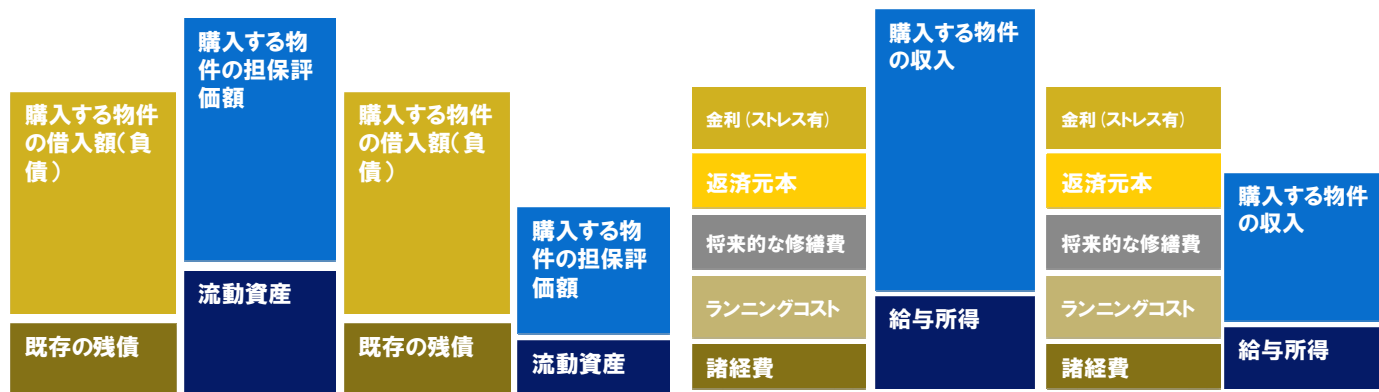 購入する物件
の借入額(負
債)
既存の残債
購入する物
件の担保評
価額
流動資産
購入する物件
の借入額(負
債)
既存の残債
購入する物
件の担保評
価額
流動資産
金利(ストレス有)
返済元本
将来的な修繕費
ランニングコスト
諸経費
購入する物件
の収入
給与所得
金利(ストレス有)
返済元本
将来的な修繕費
ランニングコスト
諸経費
購入する物件
の収入
給与所得